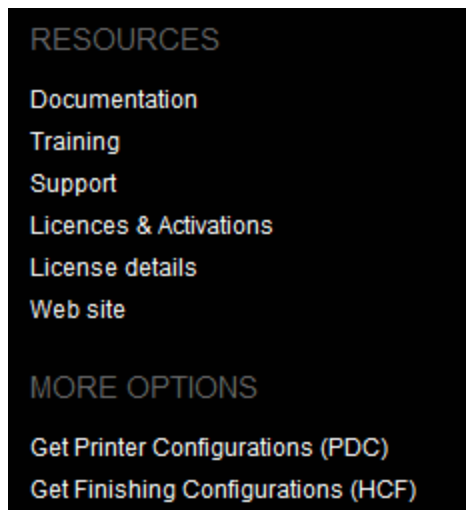 RESOURCES
Documentation
Training
Support
Licences & Activations
License details
Web site
MORE OPTIONS
Get Printer Configurations (PDC)
Get Finishing Configurations (HCF)